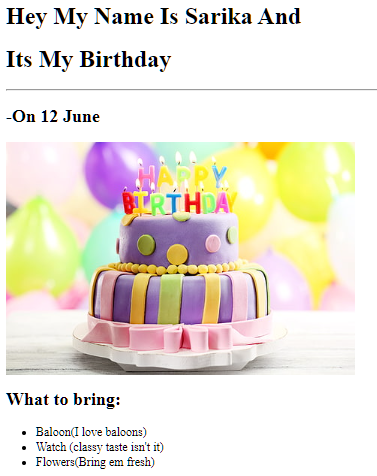 Hey My Name Is Sarika And
Its My Birthday
-On 12 June
HAPPY
BIRTHDAY
What to bring:
Baloon(I love baloons)
Watch (classy taste isn't it)
Flowers(Bring em fresh)